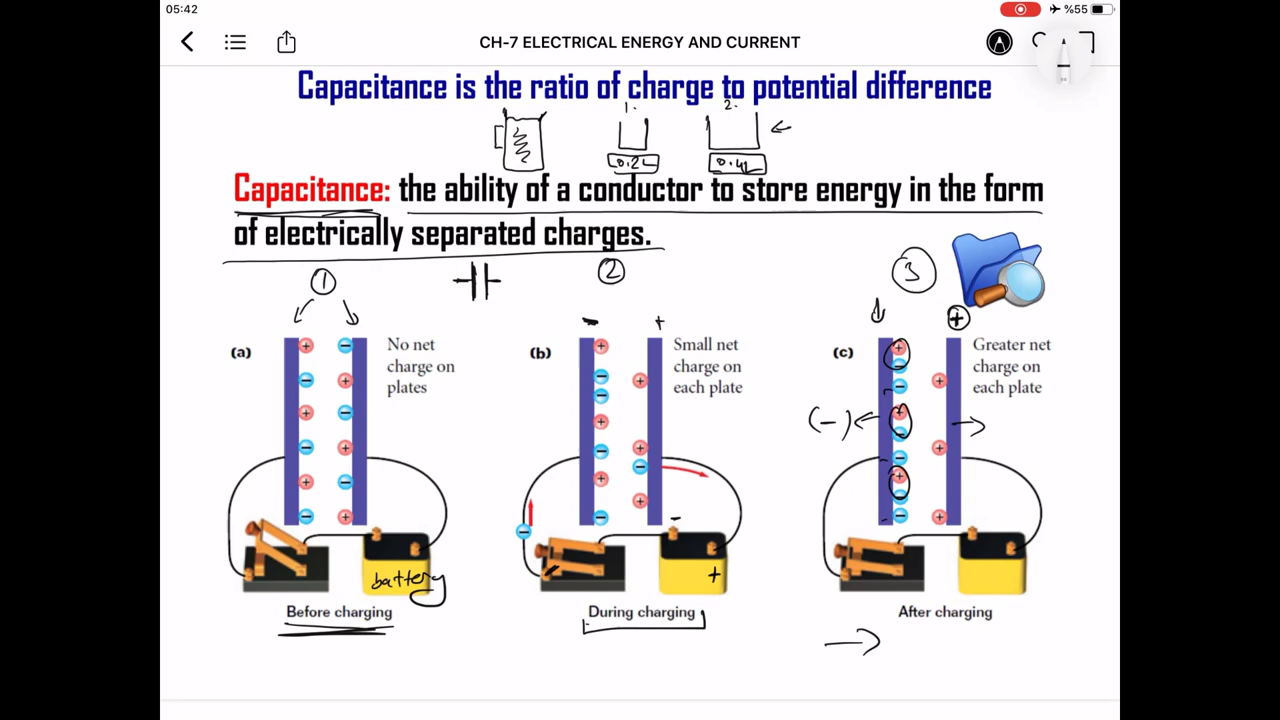 05:42
%55
CH-7 ELECTRICAL ENERGY AND CURRENT
Capacitance is the ratio of charge to potential difference
1.
2.
0.2L
0.4L
Capacitance: the ability of a conductor to store energy in the form
of electrically separated charges.
1
2
3
- +
+
(a)
No net
charge on
plates
(b)
Small net
charge on
each plate
(c)
Greater net
charge on
each plate
(-)
battery
-
+
Before charging
During charging
After charging